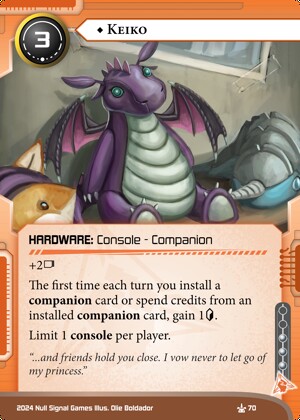 3
♦ Keiko
HARDWARE: Console - Companion
+2
The first time each turn you install a
companion card or spend credits from an
installed companion card, gain 1.
Limit 1 console per player.
"...and friends hold you close. I vow never to let go of
my princess."
2024 Null Signal Games Illus. Olie Boldador
70